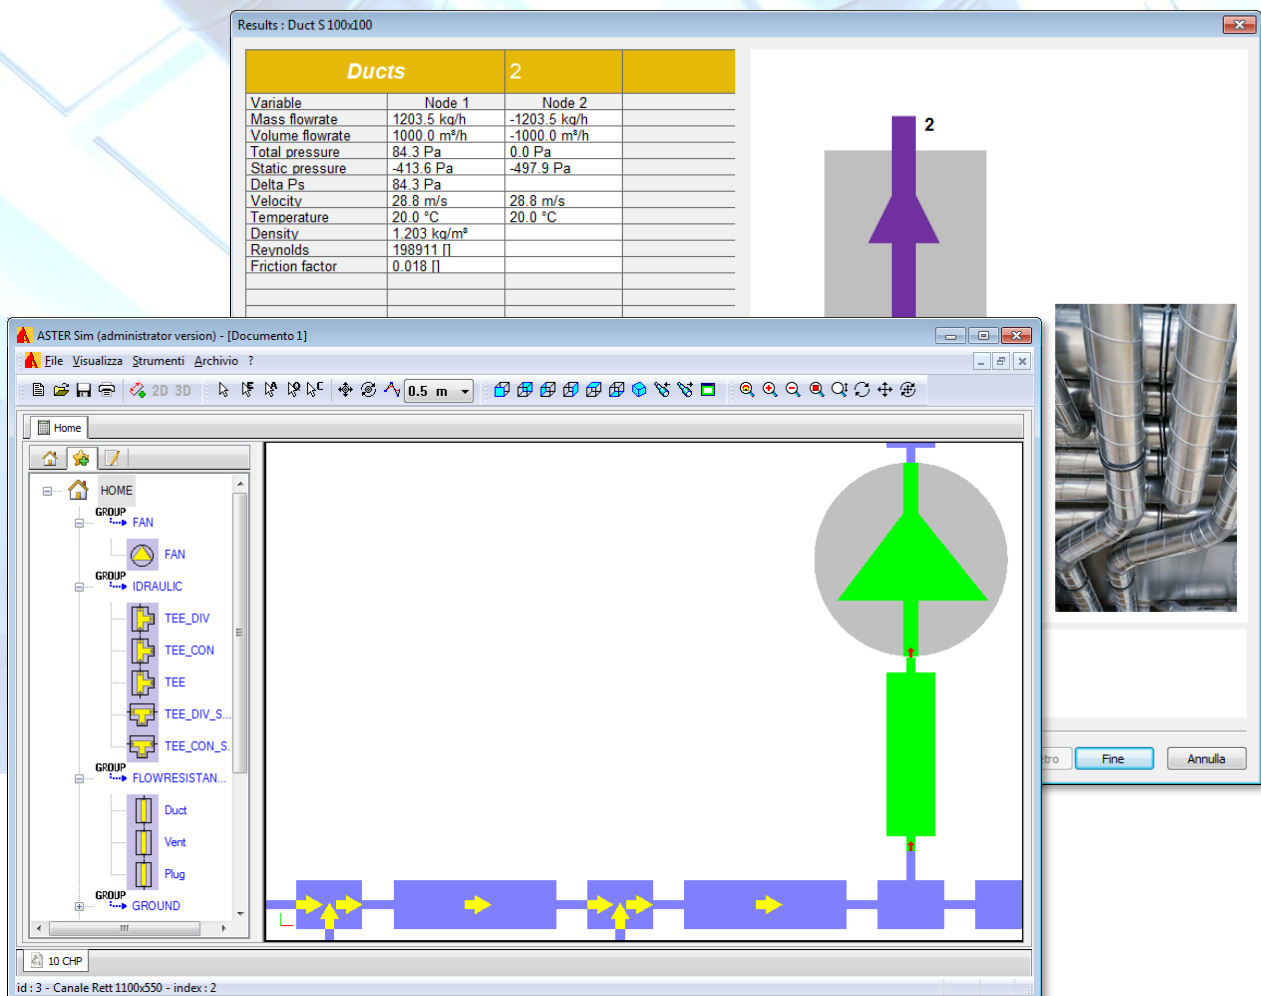 Results : Duct S 100x100
Ducts 2
Variable Node 1 Node 2
Mass flowrate 1203.5 kg/h -1203.5 kg/h
Volume flowrate 1000.0 m³/h -1000.0 m³/h
Total pressure 84.3 Pa 0.0 Pa
Static pressure -413.6 Pa -497.9 Pa
Delta Ps 84.3 Pa
Velocity 28.8 m/s 28.8 m/s
Temperature 20.0 °C 20.0 °C
Density 1.203 kg/m³
Reynolds 198911 []
Friction factor 0.018 []
2
ASTER Sim (administrator version) - [Documento 1]
File Visualizza Strumenti Archivio ?
2D 3D 0.5 m
Home
HOME
GROUP
FAN
FAN
GROUP
IDRAULIC
TEE_DIV
TEE_CON
TEE
TEE_DIV_S...
TEE_CON_S.
GROUP
FLOWRESISTAN...
Duct
Vent
Plug
GROUP
GROUND
etro Fine Annulla
10 CHP
id : 3 - Canale Rett 1100x550 - index : 2